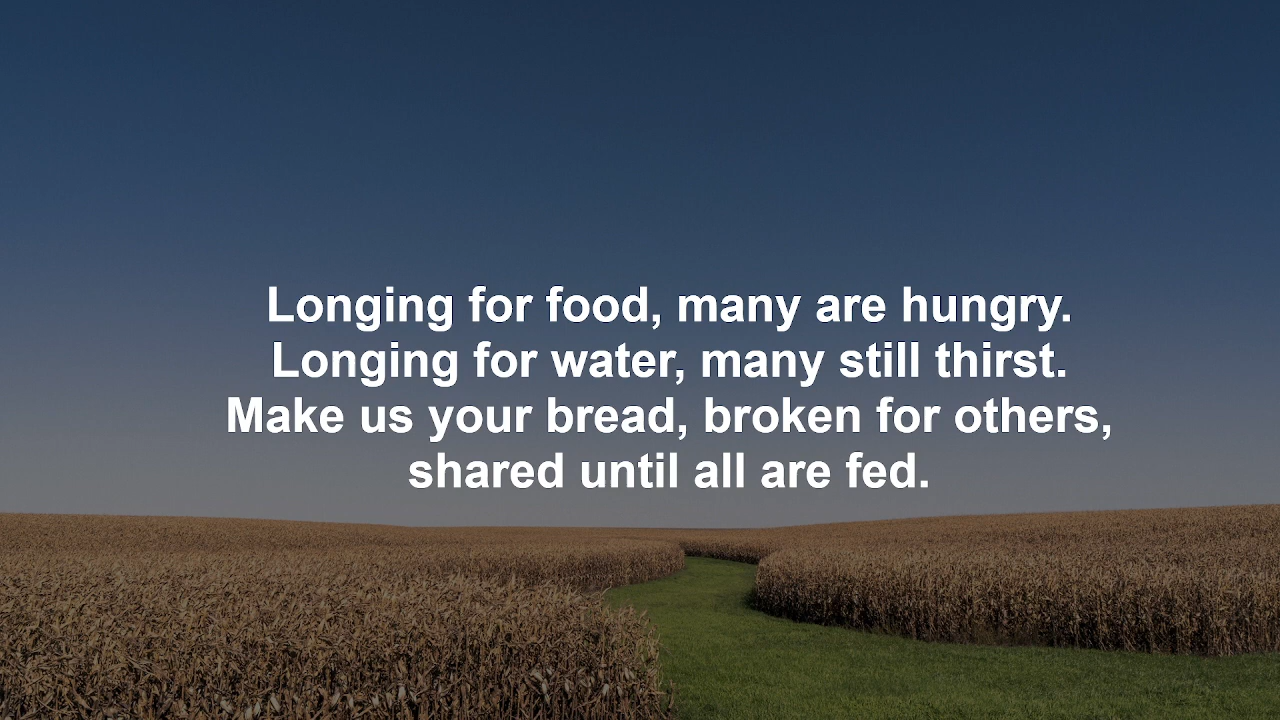 Longing for food, many are hungry.
Longing for water, many still thirst.
Make us your bread, broken for others,
shared until all are fed.